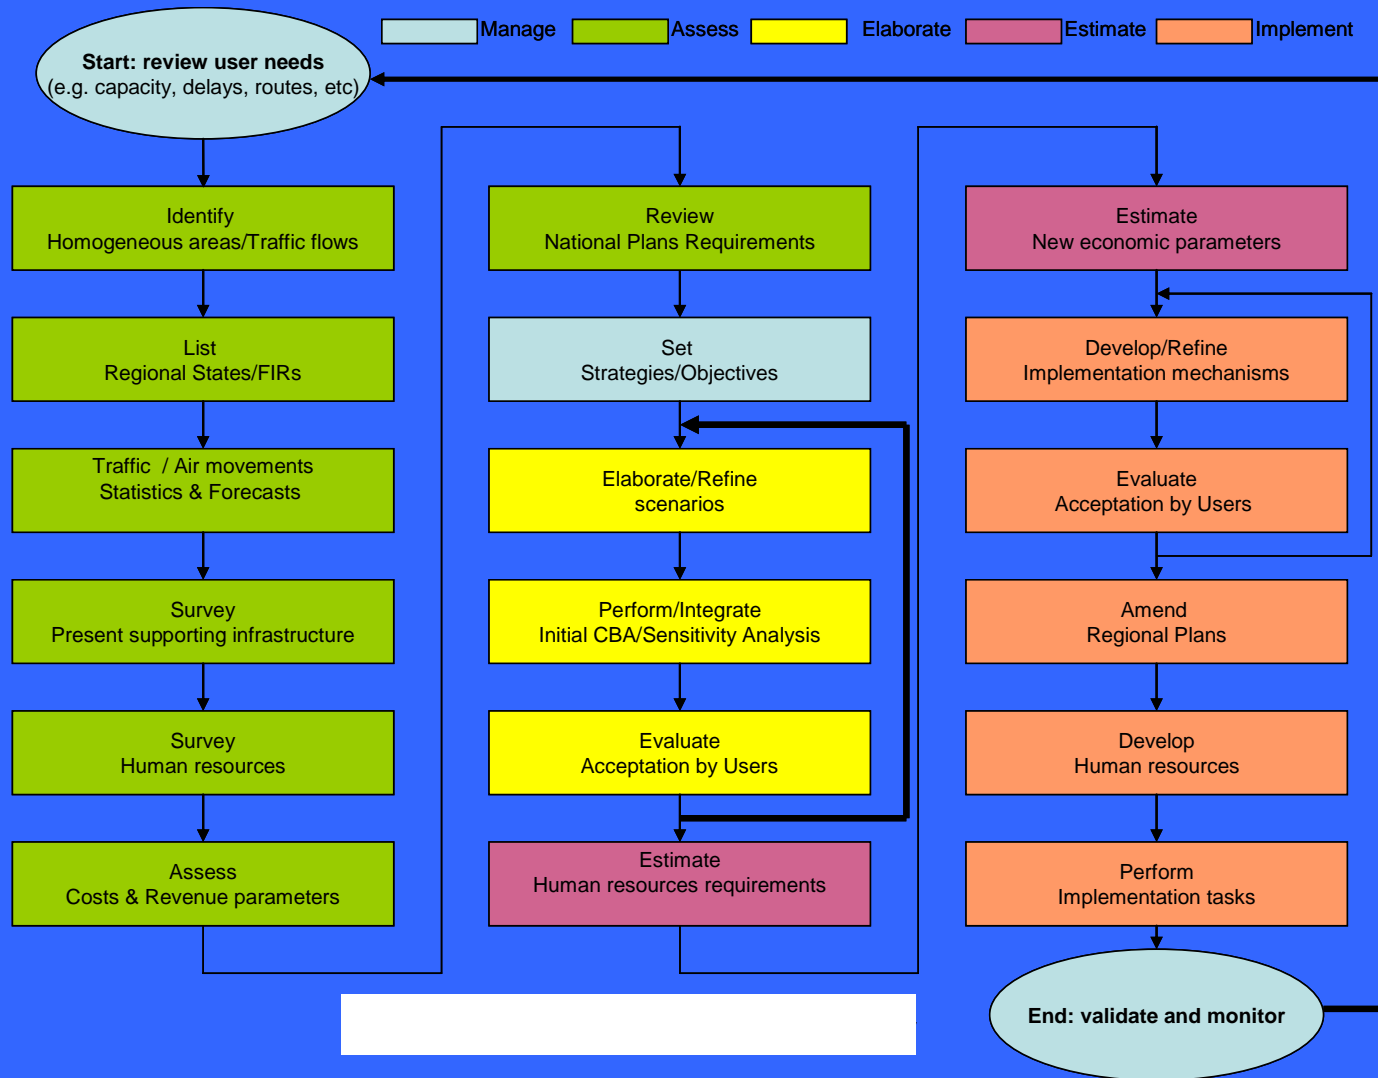 Manage
Assess
Elaborate
Estimate
Implement
Start: review user needs
(e.g. capacity, delays, routes, etc)
Identify
Homogeneous areas/Traffic flows
List
Regional States/FIRs
Traffic / Air movements
Statistics & Forecasts
Survey
Present supporting infrastructure
Survey
Human resources
Assess
Costs & Revenue parameters
Review
National Plans Requirements
Set
Strategies/Objectives
Elaborate/Refine
scenarios
Perform/Integrate
Initial CBA/Sensitivity Analysis
Evaluate
Acceptation by Users
Estimate
Human resources requirements
Estimate
New economic parameters
Develop/Refine
Implementation mechanisms
Evaluate
Acceptation by Users
Amend
Regional Plans
Develop
Human resources
Perform
Implementation tasks
End: validate and monitor